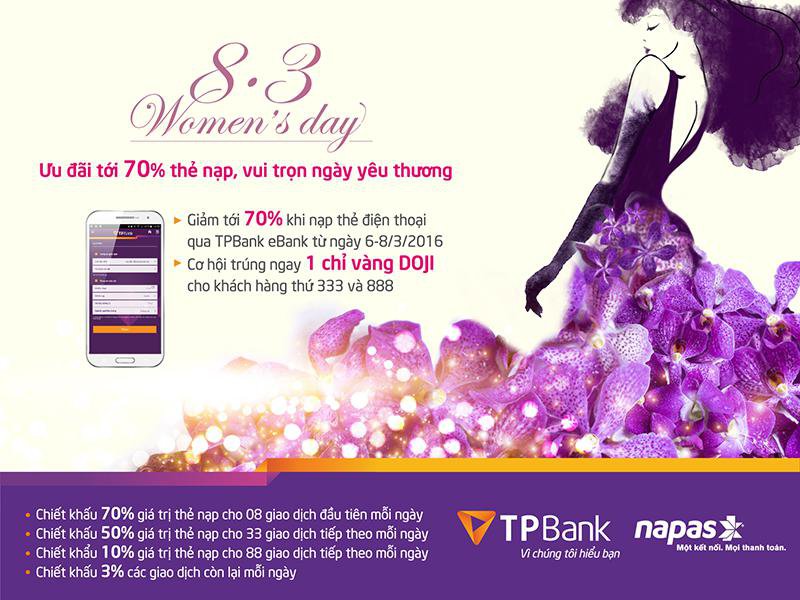 8.3
Women's day
Ưu đãi tới 70% thẻ nạp, vui trọn ngày yêu thương
Giảm tới 70% khi nạp thẻ điện thoại
qua TPBank eBank từ ngày 6-8/3/2016
Cơ hội trúng ngay 1 chỉ vàng DOJI
cho khách hàng thứ 333 và 888
TPBank
Chiết khấu 70% giá trị thẻ nạp cho 08 giao dịch đầu tiên mỗi ngày
Chiết khấu 50% giá trị thẻ nạp cho 33 giao dịch tiếp theo mỗi ngày
Chiết khẩu 10% giá trị thẻ nạp cho 88 giao dịch tiếp theo mỗi ngày
Chiết khấu 3% các giao dịch còn lại mỗi ngày
TPBank
Vì chúng tôi hiểu bạn
napas
Một kết nối. Mọi thanh toán.